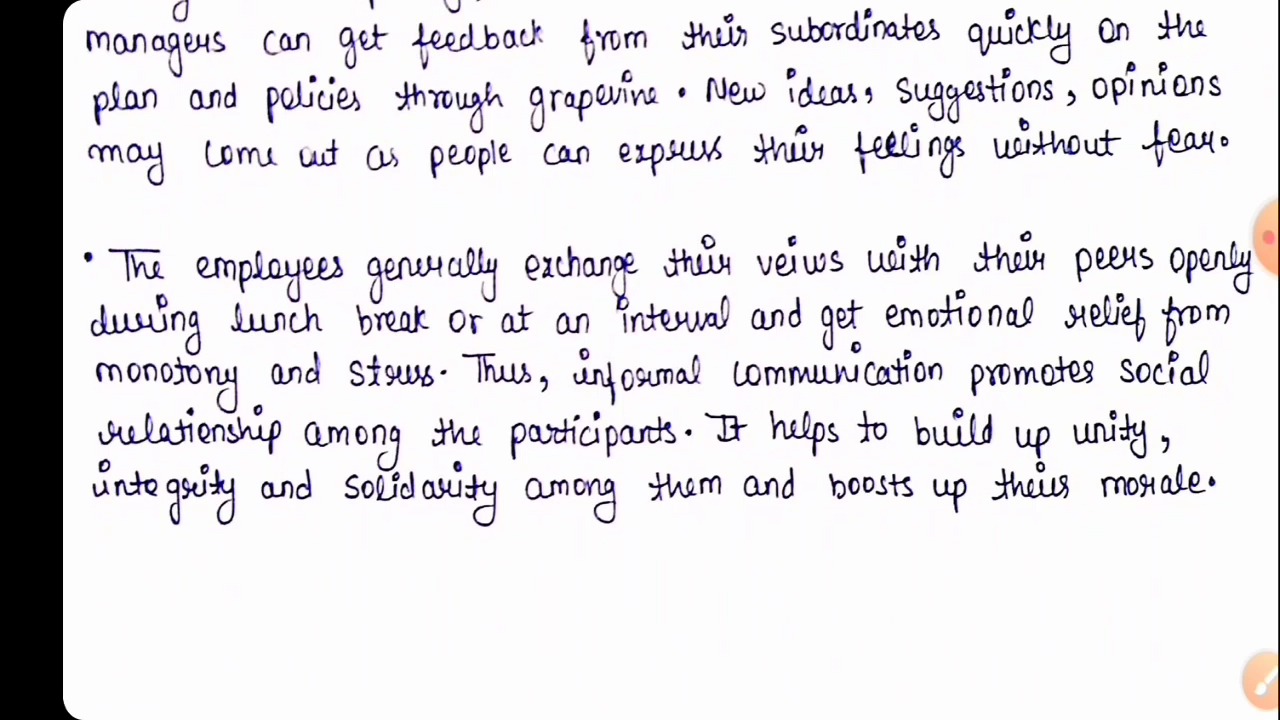 managers can get feedback from their subordinates quickly on the
plan and policies through grapevine. New ideas, suggestions, opinions
may come out as people can express their feelings without fear.
• The employees generally exchange their veiws with their peers openly
during lunch break or at an interval and get emotional relief from
monotony and stress. Thus, informal communication promotes social
relationship among the participants. It helps to build up unity,
integrity and solidarity among them and boosts up their morale.